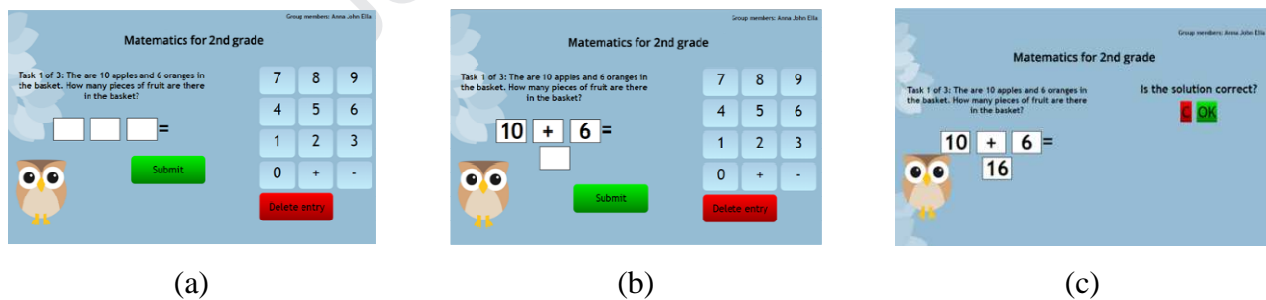 Group members: Anna John Ella
Matematics for 2nd grade
Task 1 of 3: The are 10 apples and 6 oranges in
the basket. How many pieces of fruit are there
in the basket?
=
Submit
7 8 9
4 5 6
1 2 3
0 + -
Delete entry
(a)
Group members: Anna John Ella
Matematics for 2nd grade
Task 1 of 3: The are 10 apples and 6 oranges in
the basket. How many pieces of fruit are there
in the basket?
10 + 6 =
Submit
7 8 9
4 5 6
1 2 3
0 + -
Delete entry
(b)
Group members: Anna John Ella
Matematics for 2nd grade
Task 1 of 3: The are 10 apples and 6 oranges in
the basket. How many pieces of fruit are there
in the basket?
10 + 6 =
16
Is the solution correct?
C OK
(c)